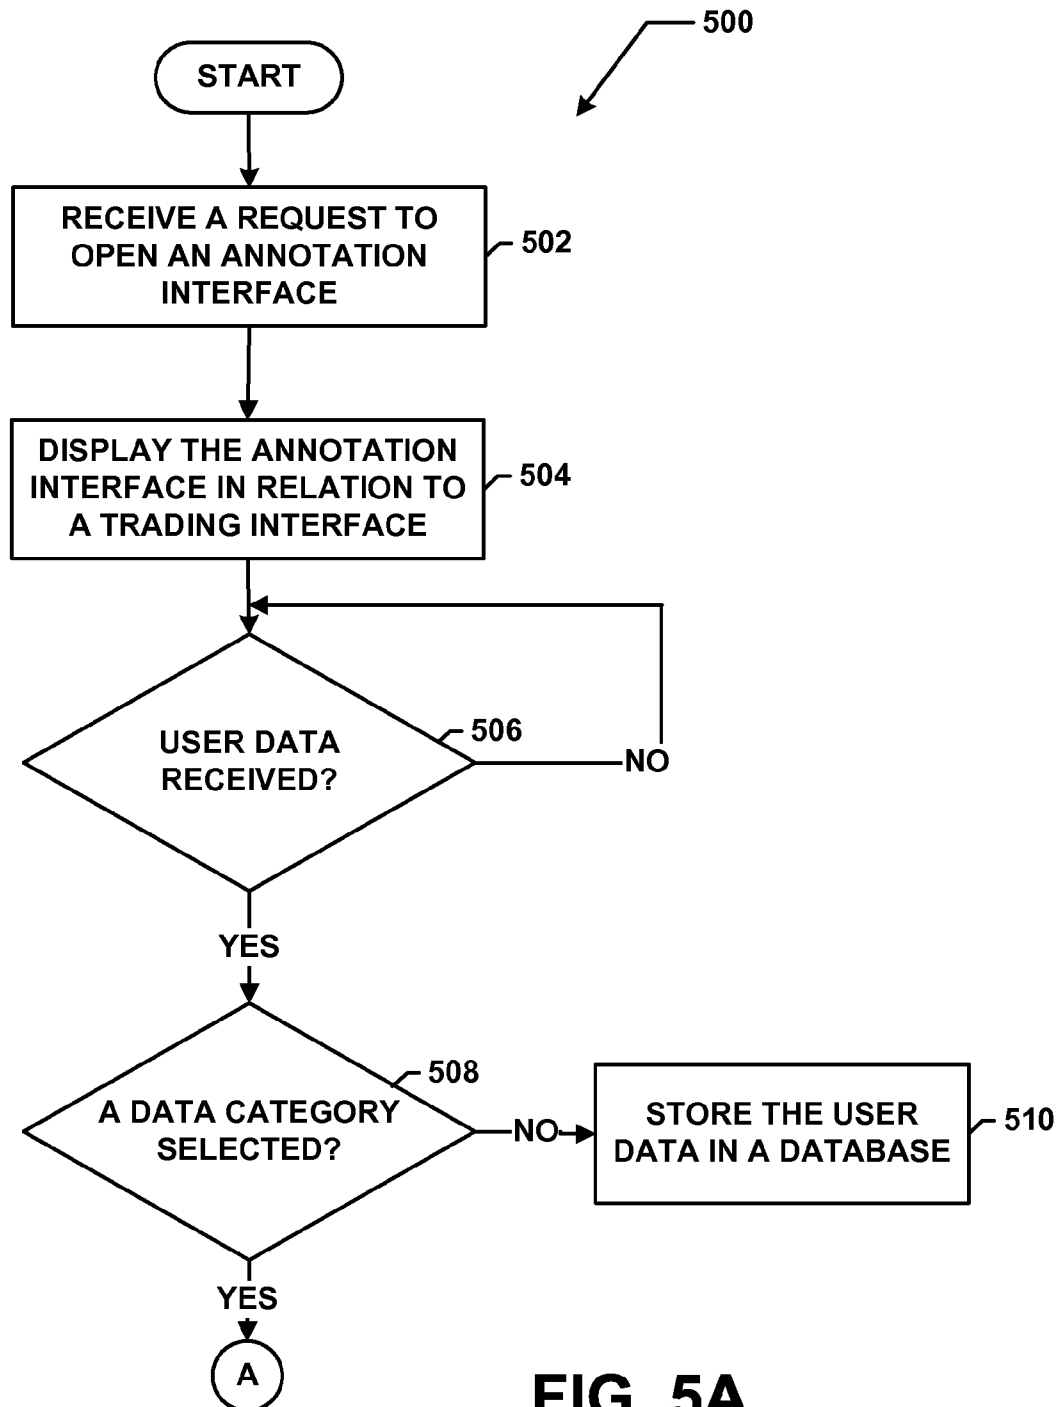 500
START
RECEIVE A REQUEST TO
OPEN AN ANNOTATION
INTERFACE
502
DISPLAY THE ANNOTATION
INTERFACE IN RELATION TO
A TRADING INTERFACE
504
USER DATA
RECEIVED?
506
NO
YES
A DATA CATEGORY
SELECTED?
508
NO
STORE THE USER
DATA IN A DATABASE
510
YES
A
FIG. 5A